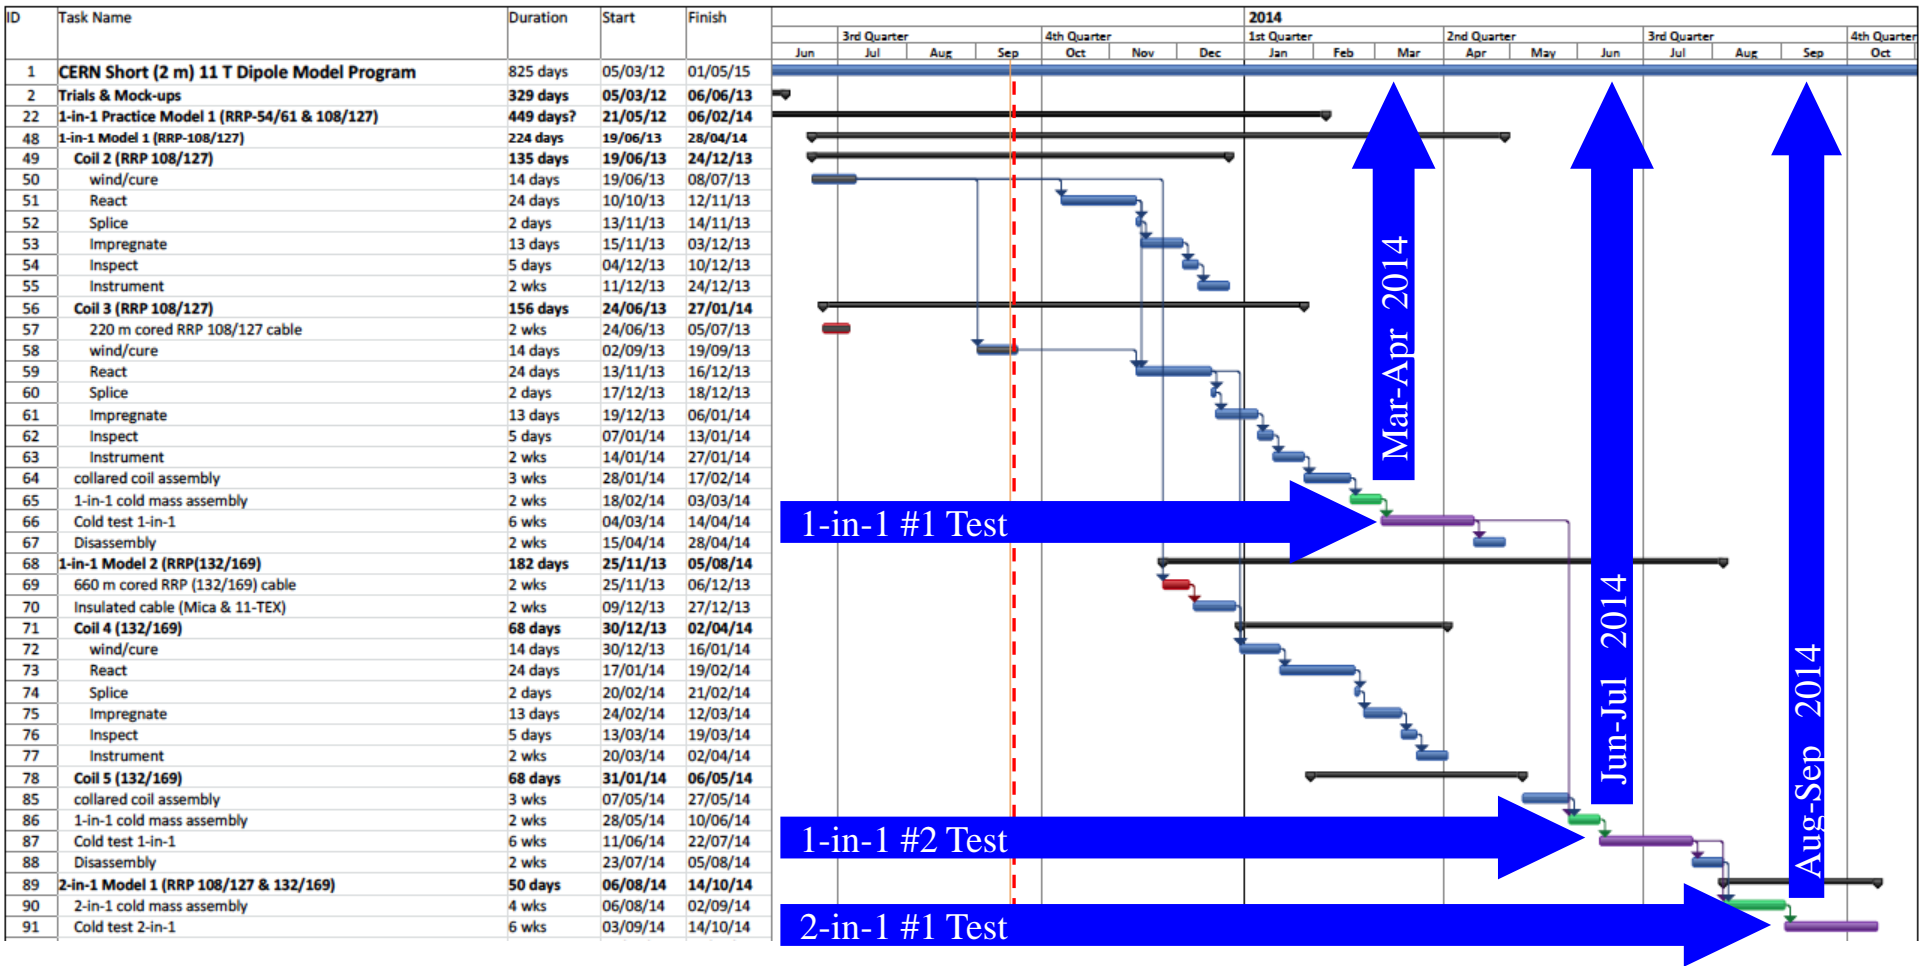 ID Task Name Duration Start Finish 2014
3rd Quarter 4th Quarter 1st Quarter 2nd Quarter 3rd Quarter 4th Quarter
Jun Jul Aug Sep Oct Nov Dec Jan Feb Mar Apr May Jun Jul Aug Sep Oct
1 CERN Short (2 m) 11 T Dipole Model Program 825 days 05/03/12 01/05/15
2 Trials & Mock-ups 329 days 05/03/12 06/06/13
22 1-in-1 Practice Model 1 (RRP-54/61 & 108/127) 449 days? 21/05/12 06/02/14
48 1-in-1 Model 1 (RRP-108/127) 224 days 19/06/13 28/04/14
49 Coil 2 (RRP 108/127) 135 days 19/06/13 24/12/13
50 wind/cure 14 days 19/06/13 08/07/13
51 React 24 days 10/10/13 12/11/13
52 Splice 2 days 13/11/13 14/11/13
53 Impregnate 13 days 15/11/13 03/12/13
54 Inspect 5 days 04/12/13 10/12/13
55 Instrument 2 wks 11/12/13 24/12/13
56 Coil 3 (RRP 108/127) 156 days 24/06/13 27/01/14
57 220 m cored RRP 108/127 cable 2 wks 24/06/13 05/07/13
58 wind/cure 14 days 02/09/13 19/09/13
59 React 24 days 13/11/13 16/12/13
60 Splice 2 days 17/12/13 18/12/13
61 Impregnate 13 days 19/12/13 06/01/14
62 Inspect 5 days 07/01/14 13/01/14
63 Instrument 2 wks 14/01/14 27/01/14
64 collared coil assembly 3 wks 28/01/14 17/02/14
65 1-in-1 cold mass assembly 2 wks 18/02/14 03/03/14
66 Cold test 1-in-1 6 wks 04/03/14 14/04/14
67 Disassembly 2 wks 15/04/14 28/04/14
68 1-in-1 Model 2 (RRP(132/169) 182 days 25/11/13 05/08/14
69 660 m cored RRP (132/169) cable 2 wks 25/11/13 06/12/13
70 Insulated cable (Mica & 11-TEX) 2 wks 09/12/13 27/12/13
71 Coil 4 (132/169) 68 days 30/12/13 02/04/14
72 wind/cure 14 days 30/12/13 16/01/14
73 React 24 days 17/01/14 19/02/14
74 Splice 2 days 20/02/14 21/02/14
75 Impregnate 13 days 24/02/14 12/03/14
76 Inspect 5 days 13/03/14 19/03/14
77 Instrument 2 wks 20/03/14 02/04/14
78 Coil 5 (132/169) 68 days 31/01/14 06/05/14
85 collared coil assembly 3 wks 07/05/14 27/05/14
86 1-in-1 cold mass assembly 2 wks 28/05/14 10/06/14
87 Cold test 1-in-1 6 wks 11/06/14 22/07/14
88 Disassembly 2 wks 23/07/14 05/08/14
89 2-in-1 Model 1 (RRP 108/127 & 132/169) 50 days 06/08/14 14/10/14
90 2-in-1 cold mass assembly 4 wks 06/08/14 02/09/14
91 Cold test 2-in-1 6 wks 03/09/14 14/10/14
1-in-1 #1 Test
1-in-1 #2 Test
2-in-1 #1 Test
Mar-Apr 2014
Jun-Jul 2014
Aug-Sep 2014